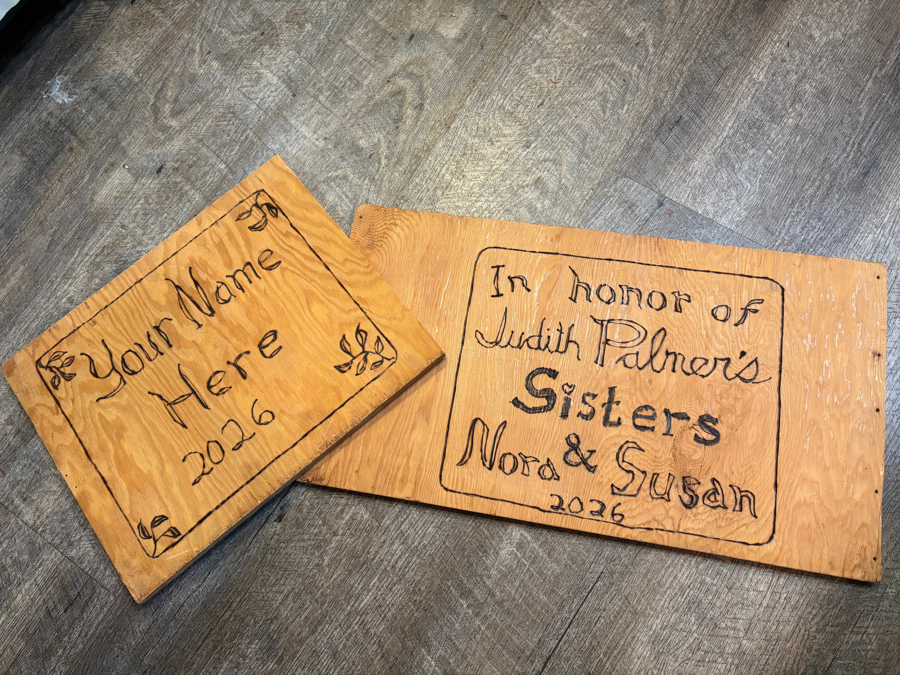 Your Name
Here
2026
In honor of
Judith Palmer's
Sisters
Nora & Susan
2026